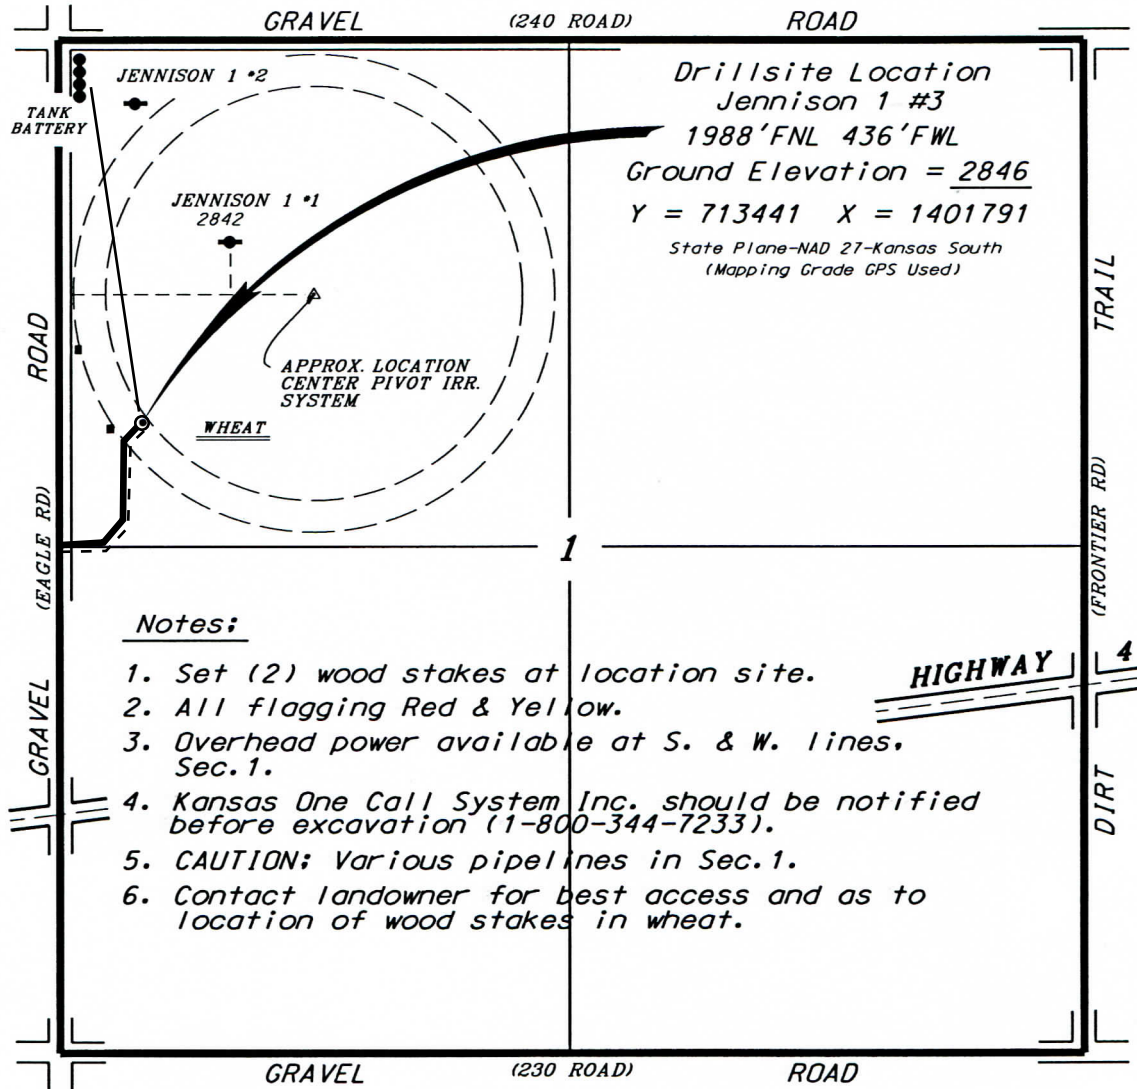 GRAVEL (240 ROAD) ROAD
JENNISON 1 #2
TANK
BATTERY
Drillsite Location
Jennison 1 #3
1988'FNL 436'FWL
Ground Elevation = 2846
Y = 713441 X = 1401791
State Plane-NAD 27-Kansas South
(Mapping Grade GPS Used)
JENNISON 1 #1
2842
APPROX. LOCATION
CENTER PIVOT IRR.
SYSTEM
WHEAT
ROAD
(EAGLE RD)
GRAVEL
TRAIL
(FRONTIER RD)
DIRT
1
HIGHWAY 4
Notes:
1. Set (2) wood stakes at location site.
2. All flagging Red & Yellow.
3. Overhead power available at S. & W. lines,
Sec.1.
4. Kansas One Call System Inc. should be notified
before excavation (1-800-344-7233).
5. CAUTION: Various pipelines in Sec.1.
6. Contact landowner for best access and as to
location of wood stakes in wheat.
GRAVEL (230 ROAD) ROAD